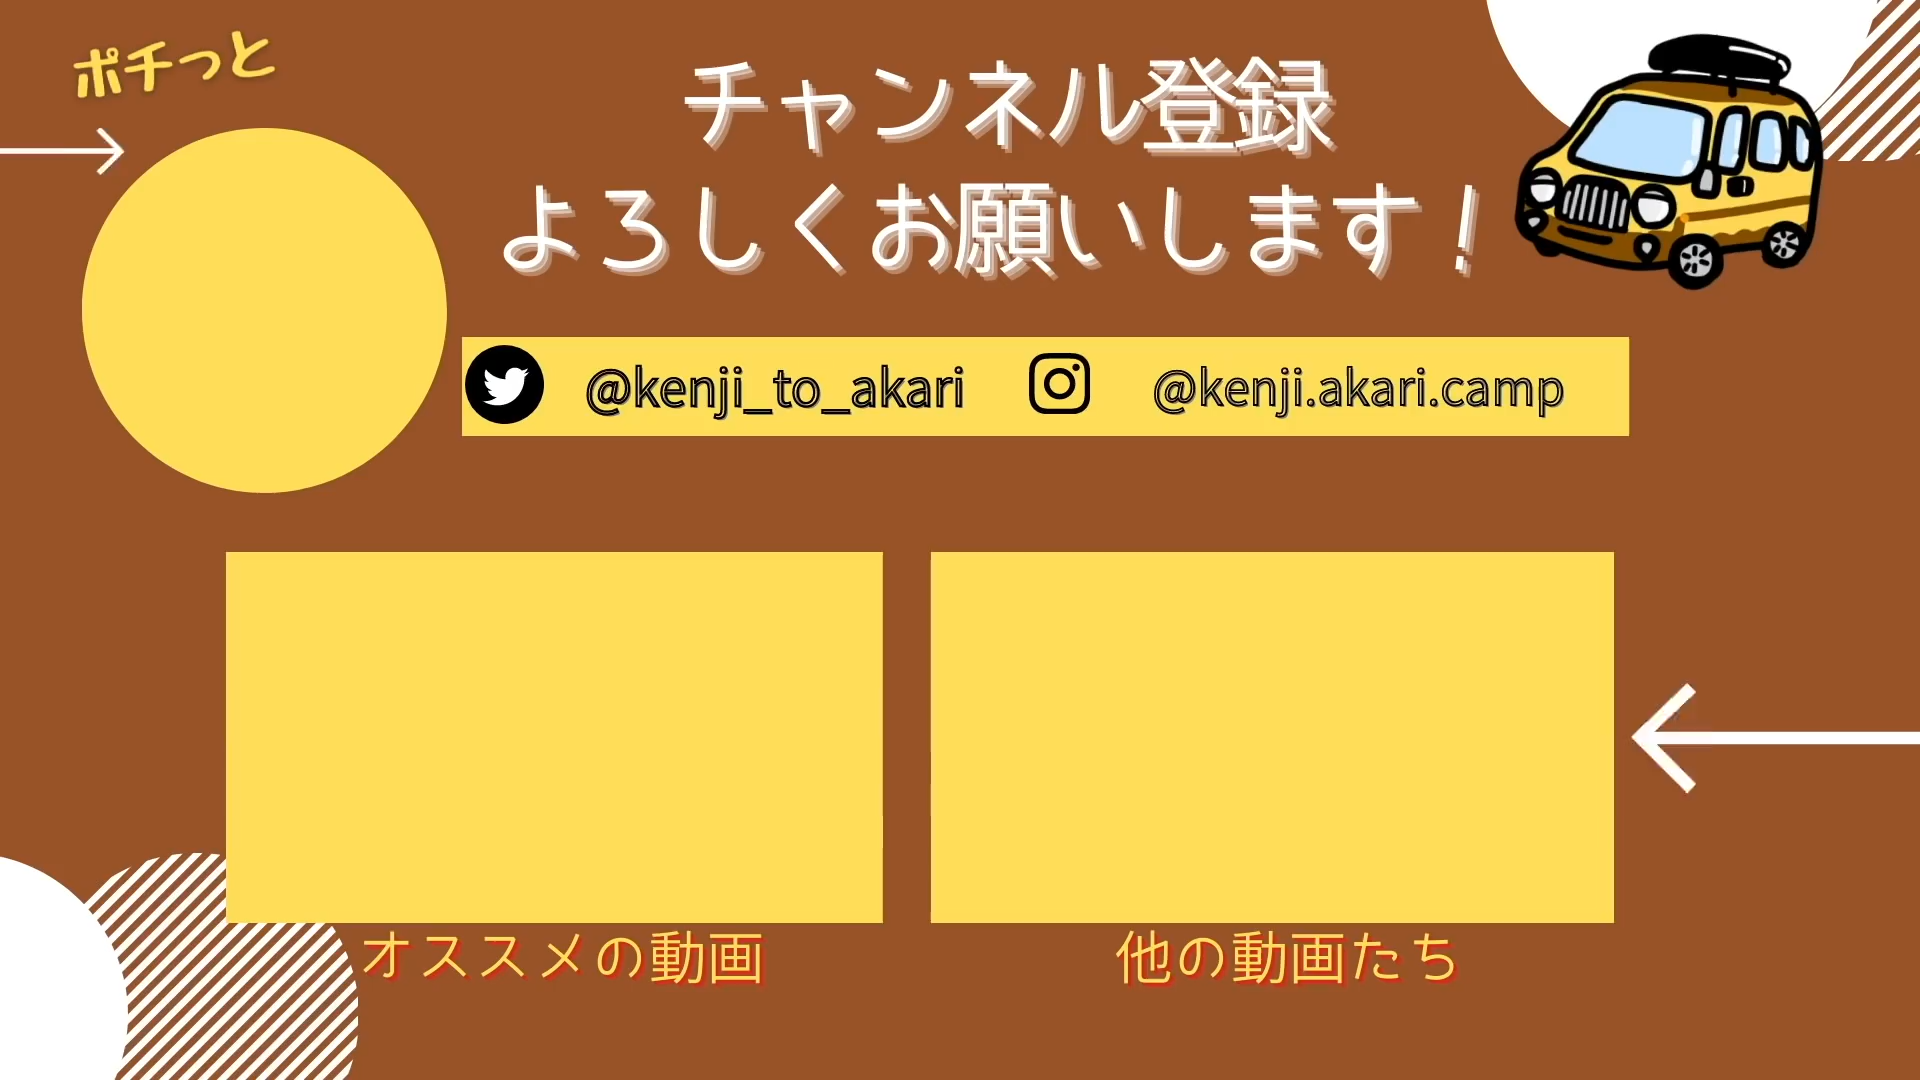 ポチっと
チャンネル登録
よろしくお願いします!
@kenji_to_akari
@kenji.akari.camp
オススメの動画
他の動画たち